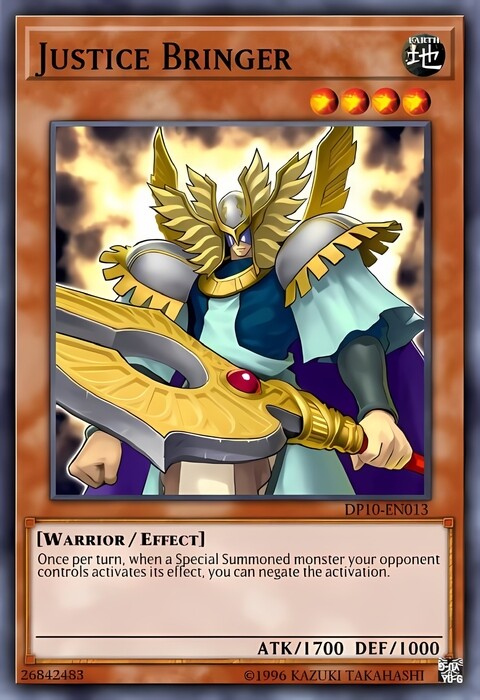 JUSTICE BRINGER
EARTH
地
DP10-EN013
[WARRIOR / EFFECT]
Once per turn, when a Special Summoned monster your opponent
controls activates its effect, you can negate the activation.
ATK/1700 DEF/1000
26842483
©1996 KAZUKI TAKAHASHI